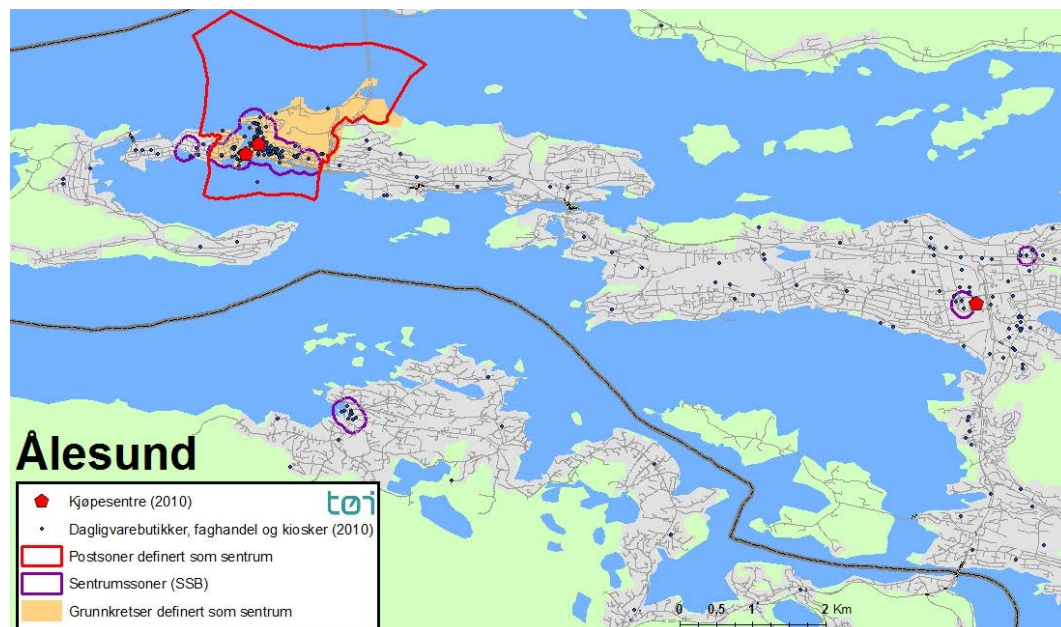 Ålesund
Kjøpesentre (2010)
tøi
Dagligvarebutikker, faghandel og kiosker (2010)
Postsoner definert som sentrum
Sentrumssoner (SSB)
Grunnkretser definert som sentrum
0 0,5 1 2 Km